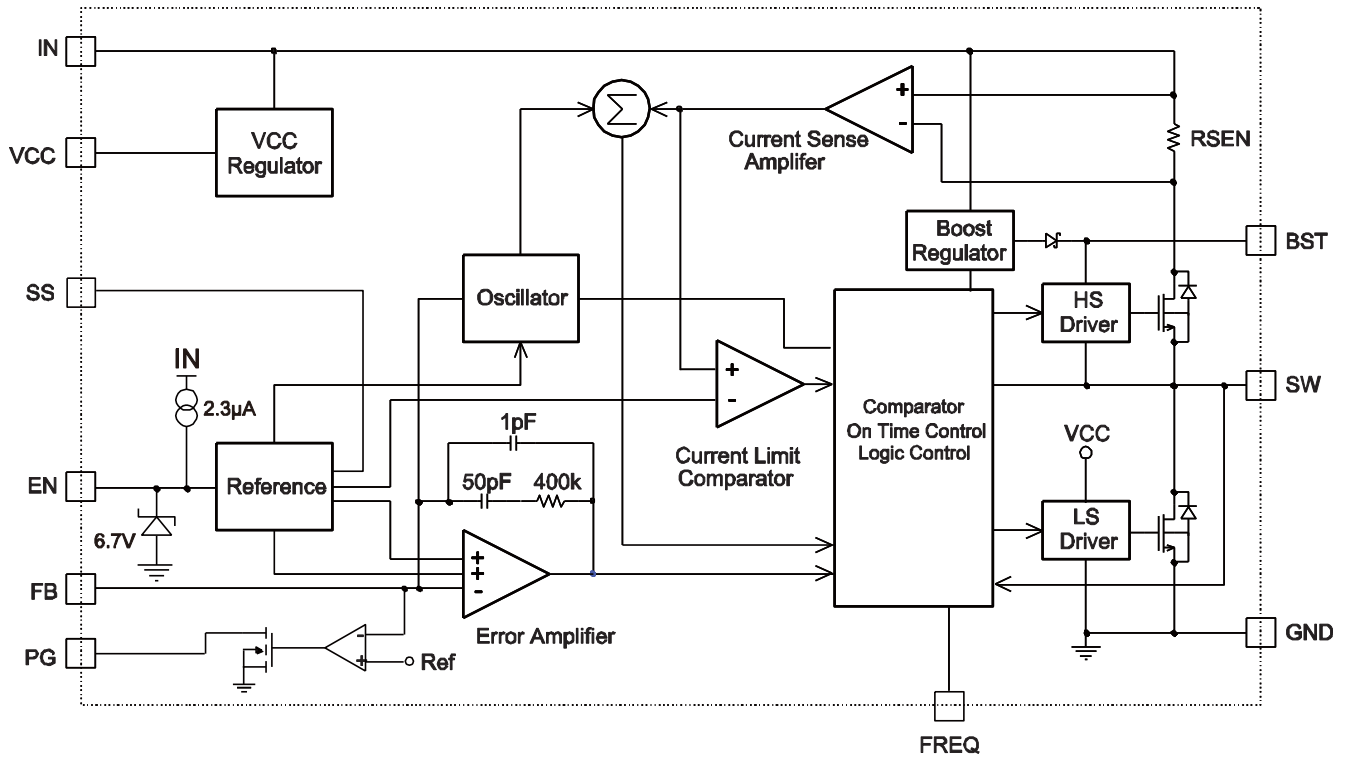 IN
VCC
VCC
Regulator
Σ
+
-
Current Sense
Amplifer
RSEN
Boost
Regulator
BST
SS
Oscillator
HS
Driver
IN
2.3µA
+
-
SW
Comparator
On Time Control
Logic Control
1pF
Current Limit
Comparator
VCC
EN
Reference
50pF
400k
6.7V
LS
Driver
+
+
-
FB
Error Amplifier
GND
PG
-
+
Ref
FREQ